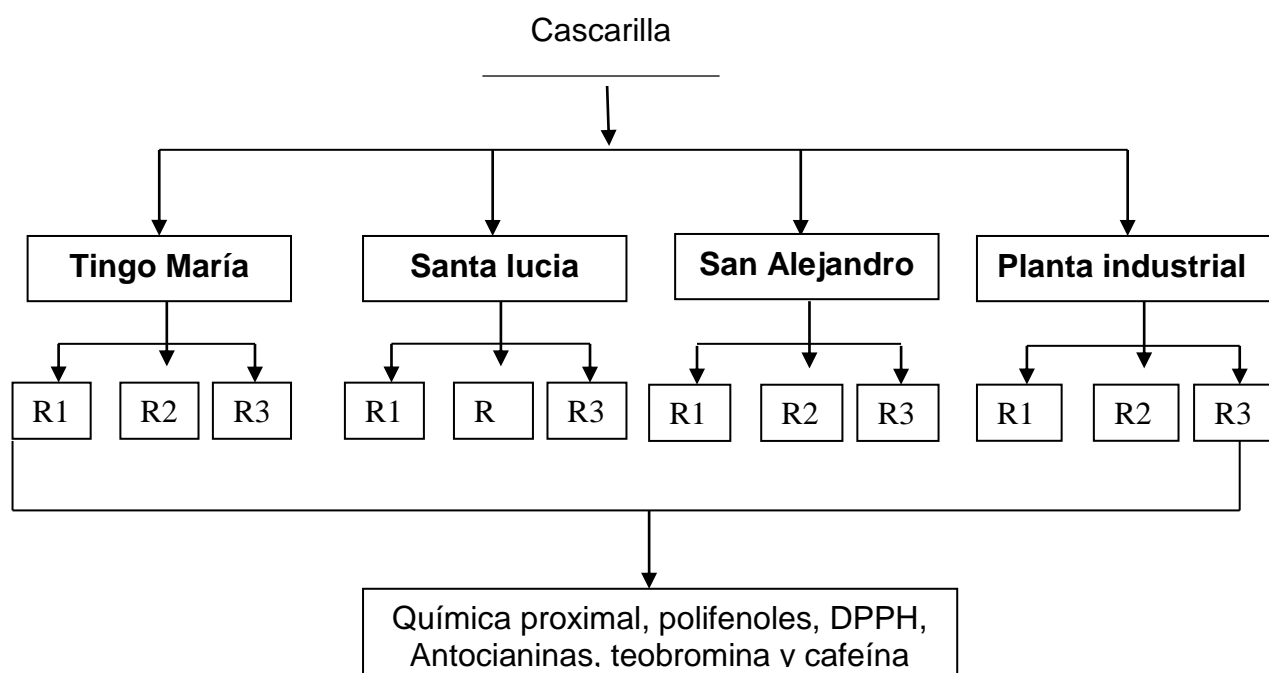 Cascarilla
Tingo María
Santa lucia
San Alejandro
Planta industrial
R1 R2 R3
R1 R R3
R1 R2 R3
R1 R2 R3
Química proximal, polifenoles, DPPH,
Antocianinas, teobromina y cafeína